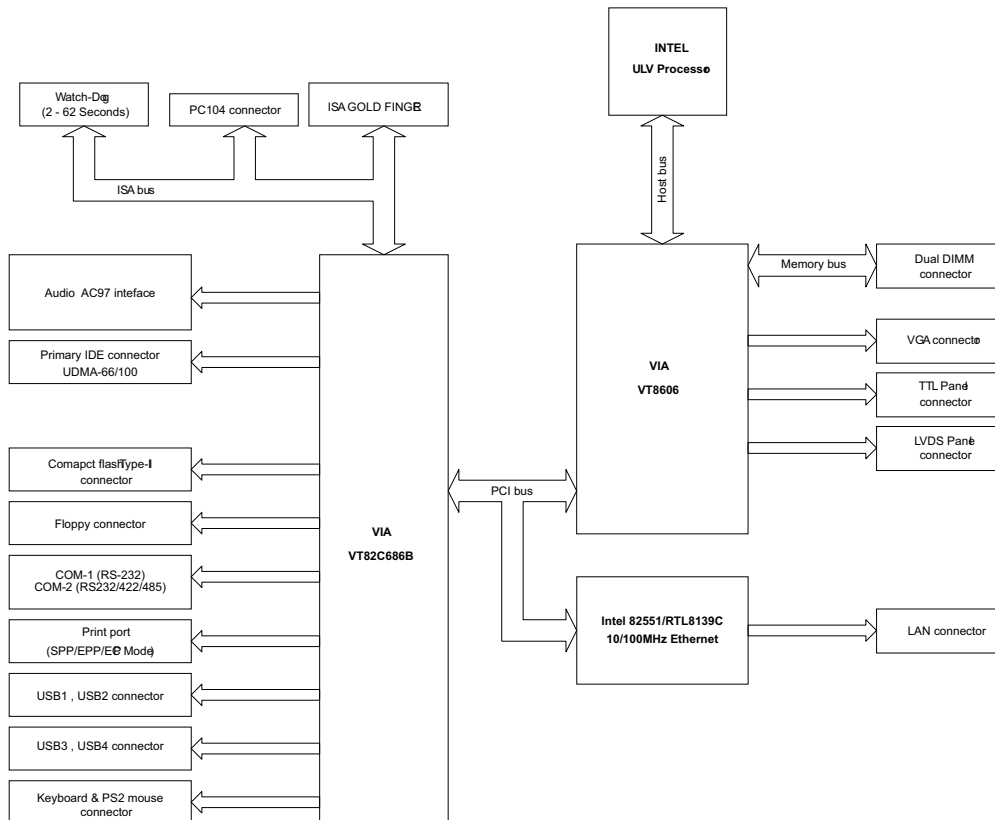 INTEL
ULV Processo
Watch-Dog
(2 - 62 Seconds)
PC104 connector
ISA GOLD FINGER
ISA bus
Host bus
Audio AC97 inteface
Primary IDE connector
UDMA-66/100
Comapct flashType-II
connector
Floppy connector
COM-1 (RS-232)
COM-2 (RS232/422/485)
Print port
(SPP/EPP/ECP Mode)
USB1 , USB2 connector
USB3 , USB4 connector
Keyboard & PS2 mouse
connector
VIA
VT82C686B
PCI bus
VIA
VT8606
Memory bus
Dual DIMM
connector
VGA connector
TTL Panel
connector
LVDS Panel
connector
Intel 82551/RTL8139C
10/100MHz Ethernet
LAN connector